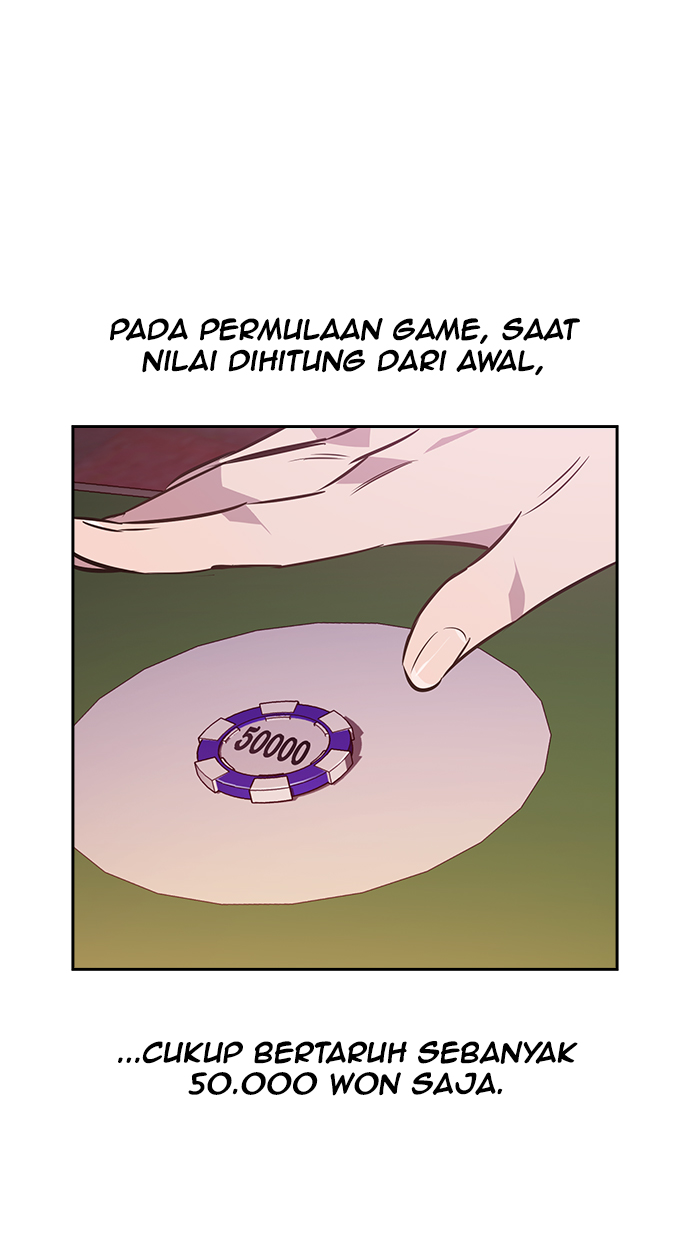 PADA PERMULAAN GAME, SAAT
NILAI DIHITUNG DARI AWAL,
50000
...CUKUP BERTARUH SEBANYAK
50.000 WON SAJA.